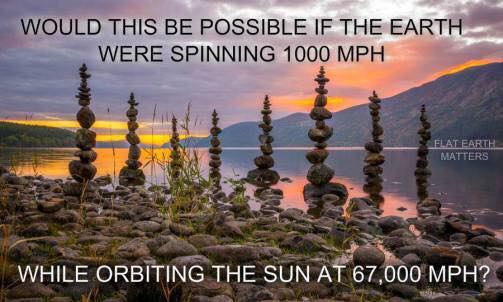 WOULD THIS BE POSSIBLE IF THE EARTH
WERE SPINNING 1000 MPH
FLAT EARTH
MATTERS
WHILE ORBITING THE SUN AT 67,000 MPH?